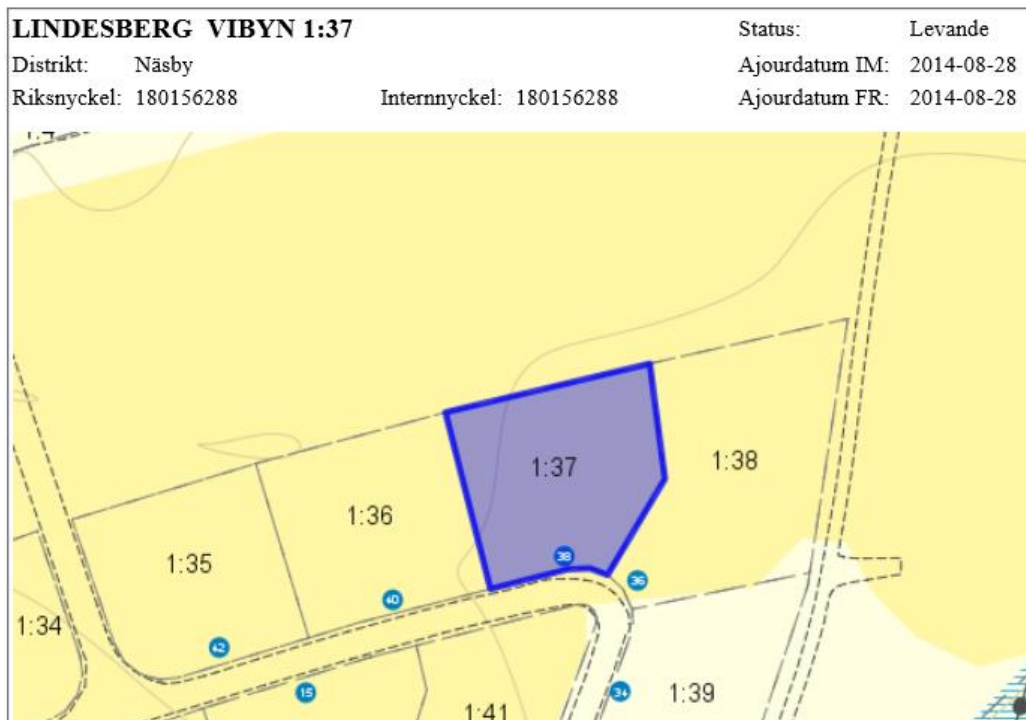 LINDESBERG VIBYN 1:37
Status: Levande
Distrikt: Näsby
Ajourdatum IM: 2014-08-28
Riksnyckel: 180156288 Internnyckel: 180156288 Ajourdatum FR: 2014-08-28
1:37
1:38
1:36
1:35
38
36
40
1:34
42
15
34
1:39
1:41